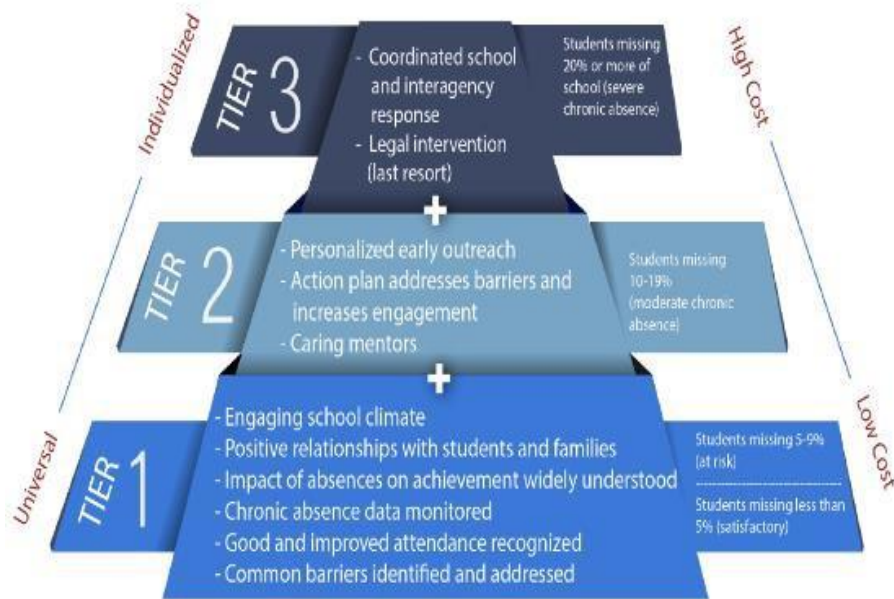 Individualized
TIER
3
- Coordinated school
and interagency
response
- Legal intervention
(last resort)
Students missing
20% or more of
school (severe
chronic absence)
High Cost
+
TIER
2
- Personalized early outreach
- Action plan addresses barriers and
increases engagement
- Caring mentors
Students missing
10-19%
(moderate chronic
absence)
+
Universal
TIER
1
- Engaging school climate
- Positive relationships with students and families
- Impact of absences on achievement widely understood
- Chronic absence data monitored
- Good and improved attendance recognized
- Common barriers identified and addressed
Students missing 5-9%
(at risk)
Students missing less than
5% (satisfactory)
Low Cost